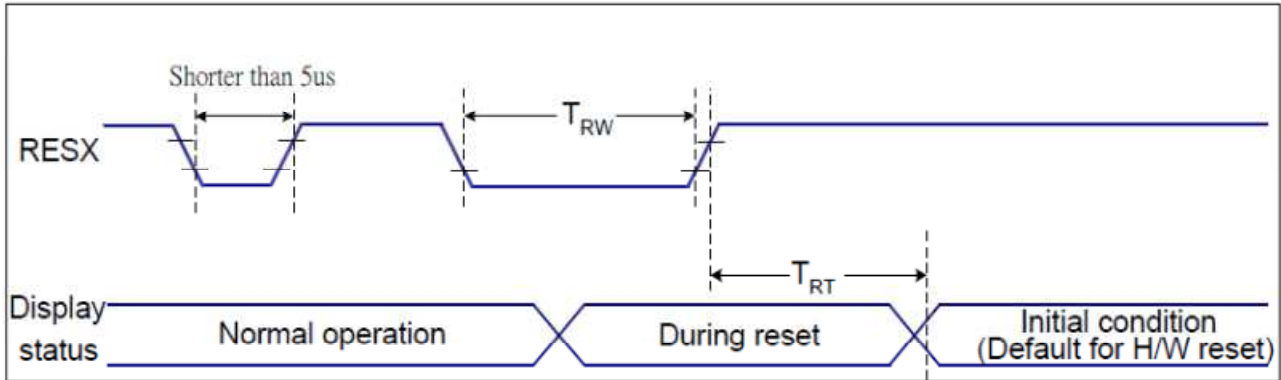 Shorter than 5us
RESX
TRW
TRT
Display
status
Normal operation
During reset
Initial condition
(Default for H/W reset)